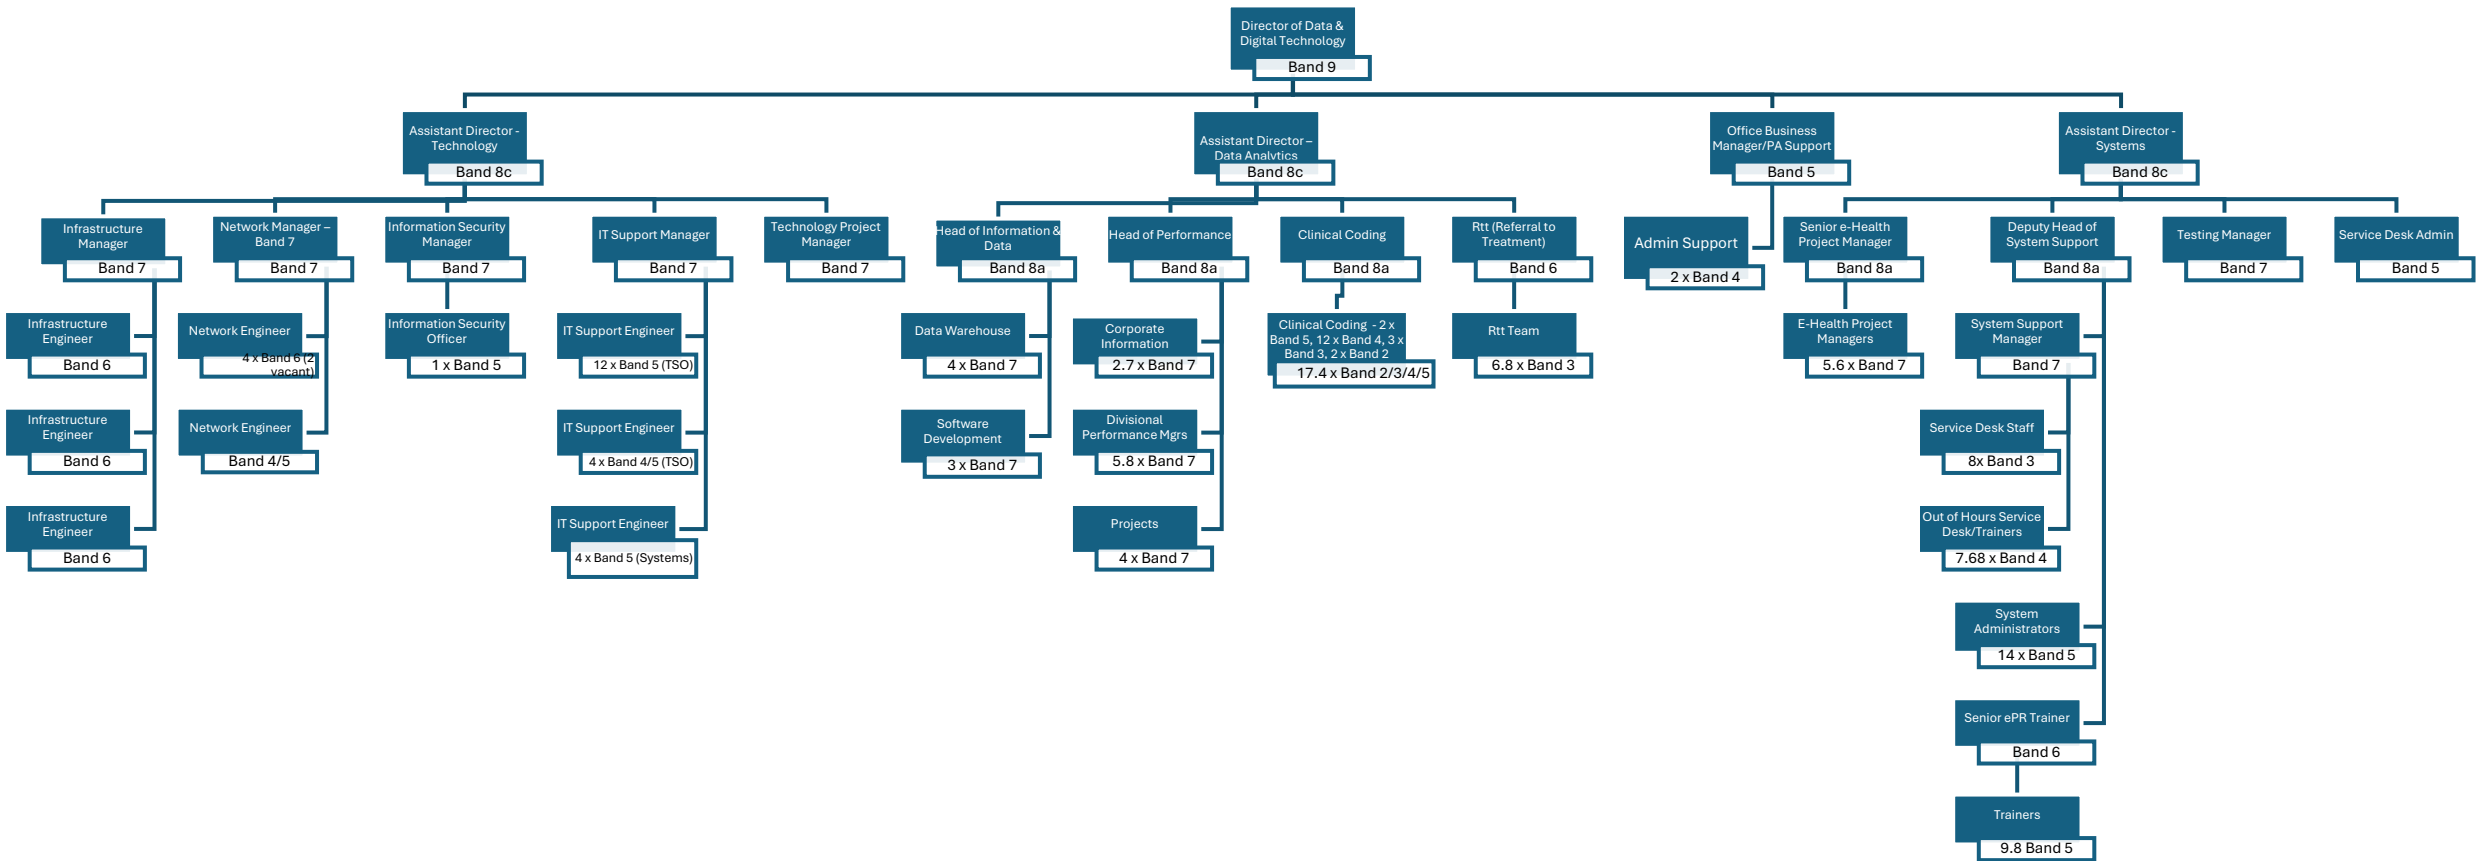 Director of Data &
Digital Technology
Band 9
Assistant Director -
Technology
Band 8c
Assistant Director –
Data Analytics
Band 8c
Office Business
Manager/PA Support
Band 5
Assistant Director -
Systems
Band 8c
Infrastructure
Manager
Band 7
Network Manager –
Band 7
Band 7
Information Security
Manager
Band 7
IT Support Manager
Band 7
Technology Project
Manager
Band 7
Head of Information &
Data
Band 8a
Head of Performance
Band 8a
Clinical Coding
Band 8a
Rtt (Referral to
Treatment)
Band 6
Admin Support
2 x Band 4
Senior e-Health
Project Manager
Band 8a
Deputy Head of
System Support
Band 8a
Testing Manager
Band 7
Service Desk Admin
Band 5
Infrastructure
Engineer
Band 6
Network Engineer
4 x Band 6 (2
vacant)
Information Security
Officer
1 x Band 5
IT Support Engineer
12 x Band 5 (TSO)
Data Warehouse
4 x Band 7
Corporate
Information
2.7 x Band 7
Clinical Coding - 2 x
Band 5, 12 x Band 4, 3 x
Band 3, 2 x Band 2
17.4 x Band 2/3/4/5
Rtt Team
6.8 x Band 3
E-Health Project
Managers
5.6 x Band 7
System Support
Manager
Band 7
Infrastructure
Engineer
Band 6
Network Engineer
Band 4/5
IT Support Engineer
4 x Band 4/5 (TSO)
Software
Development
3 x Band 7
Divisional
Performance Mgrs
5.8 x Band 7
Service Desk Staff
8x Band 3
Infrastructure
Engineer
Band 6
IT Support Engineer
4 x Band 5 (Systems)
Projects
4 x Band 7
Out of Hours Service
Desk/Trainers
7.68 x Band 4
System
Administrators
14 x Band 5
Senior ePR Trainer
Band 6
Trainers
9.8 Band 5